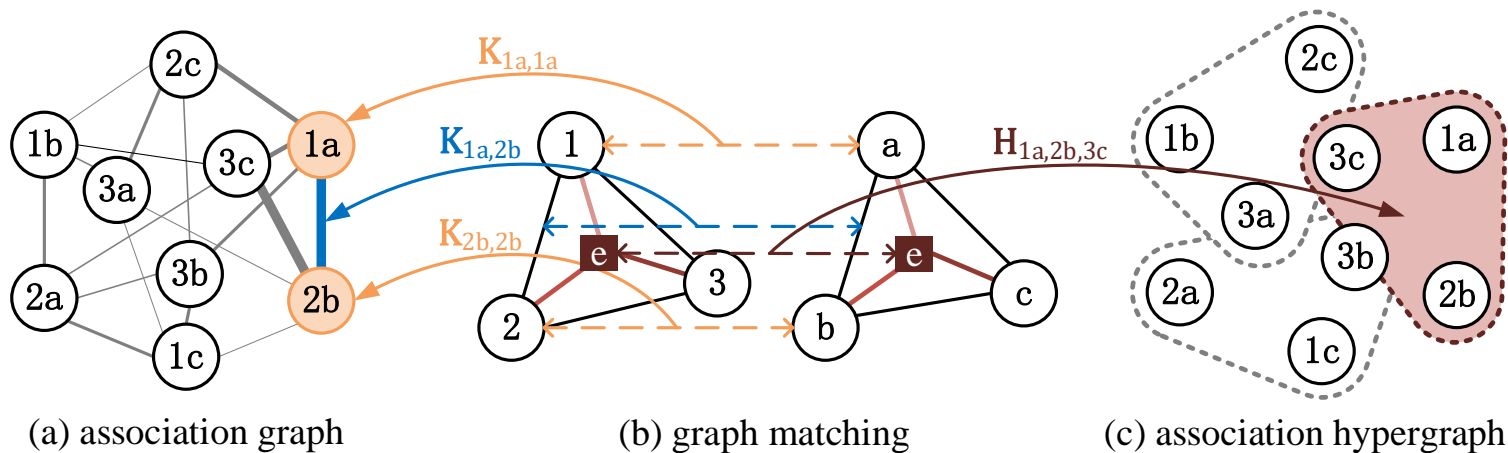 2c
1b
3c
1a
3a
3b
2a
2b
1c
(a) association graph
K1a,1a
K1a,2b
K2b,2b
1
e
3
2
a
e
c
b
H1a,2b,3c
(b) graph matching
2c
1b
3c
1a
3a
3b
2a
2b
1c
(c) association hypergraph